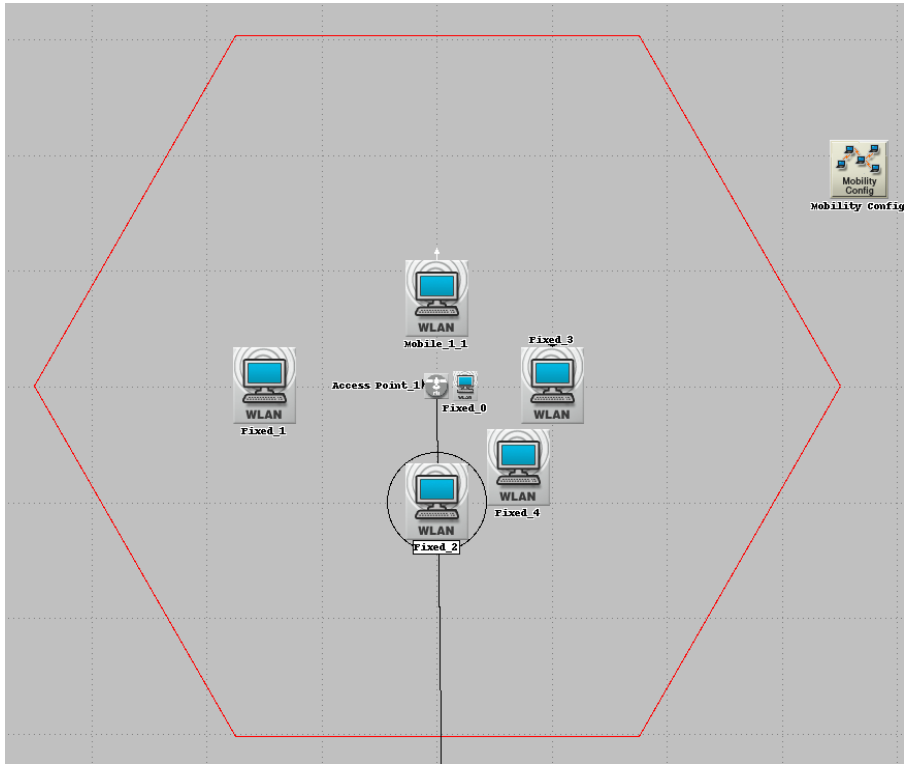 Mobility
Config
Mobility Config
WLAN
Mobile_1_1
Fixed_3
WLAN
Fixed_1
Access Point_1
WLAN
Fixed_0
WLAN
WLAN
Fixed_4
WLAN
Fixed_2